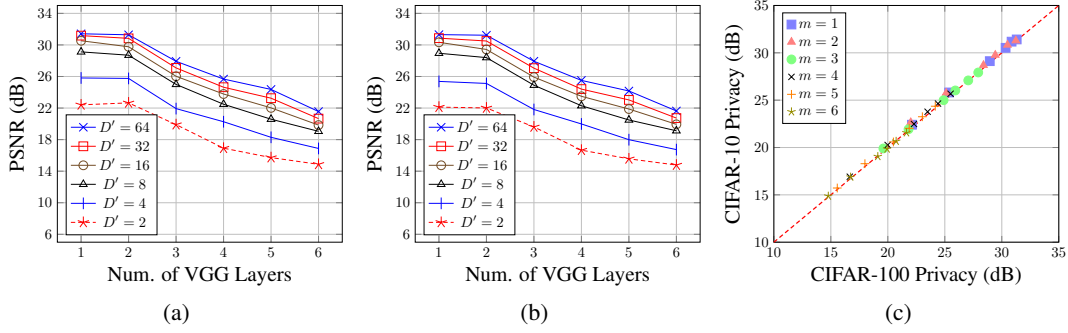 PSNR (dB)
34
30
26
22
18
14
10
6
D′ = 64
D′ = 32
D′ = 16
D′ = 8
D′ = 4
D′ = 2
1 2 3 4 5 6
Num. of VGG Layers
(a)
PSNR (dB)
34
30
26
22
18
14
10
6
D′ = 64
D′ = 32
D′ = 16
D′ = 8
D′ = 4
D′ = 2
1 2 3 4 5 6
Num. of VGG Layers
(b)
CIFAR-10 Privacy (dB)
35
30
25
20
15
10
m = 1
m = 2
m = 3
m = 4
m = 5
m = 6
10 15 20 25 30 35
CIFAR-100 Privacy (dB)
(c)